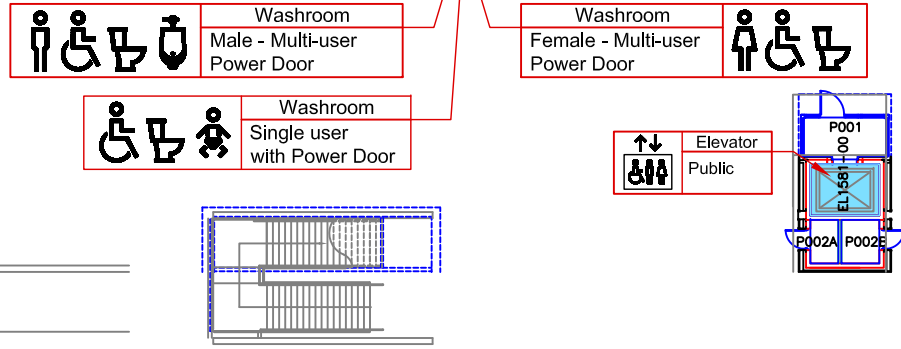 Washroom
Male - Multi-user
Power Door
Washroom
Female - Multi-user
Power Door
Washroom
Single user
with Power Door
Elevator
Public
P001
EL1581-00
P002A
P002B